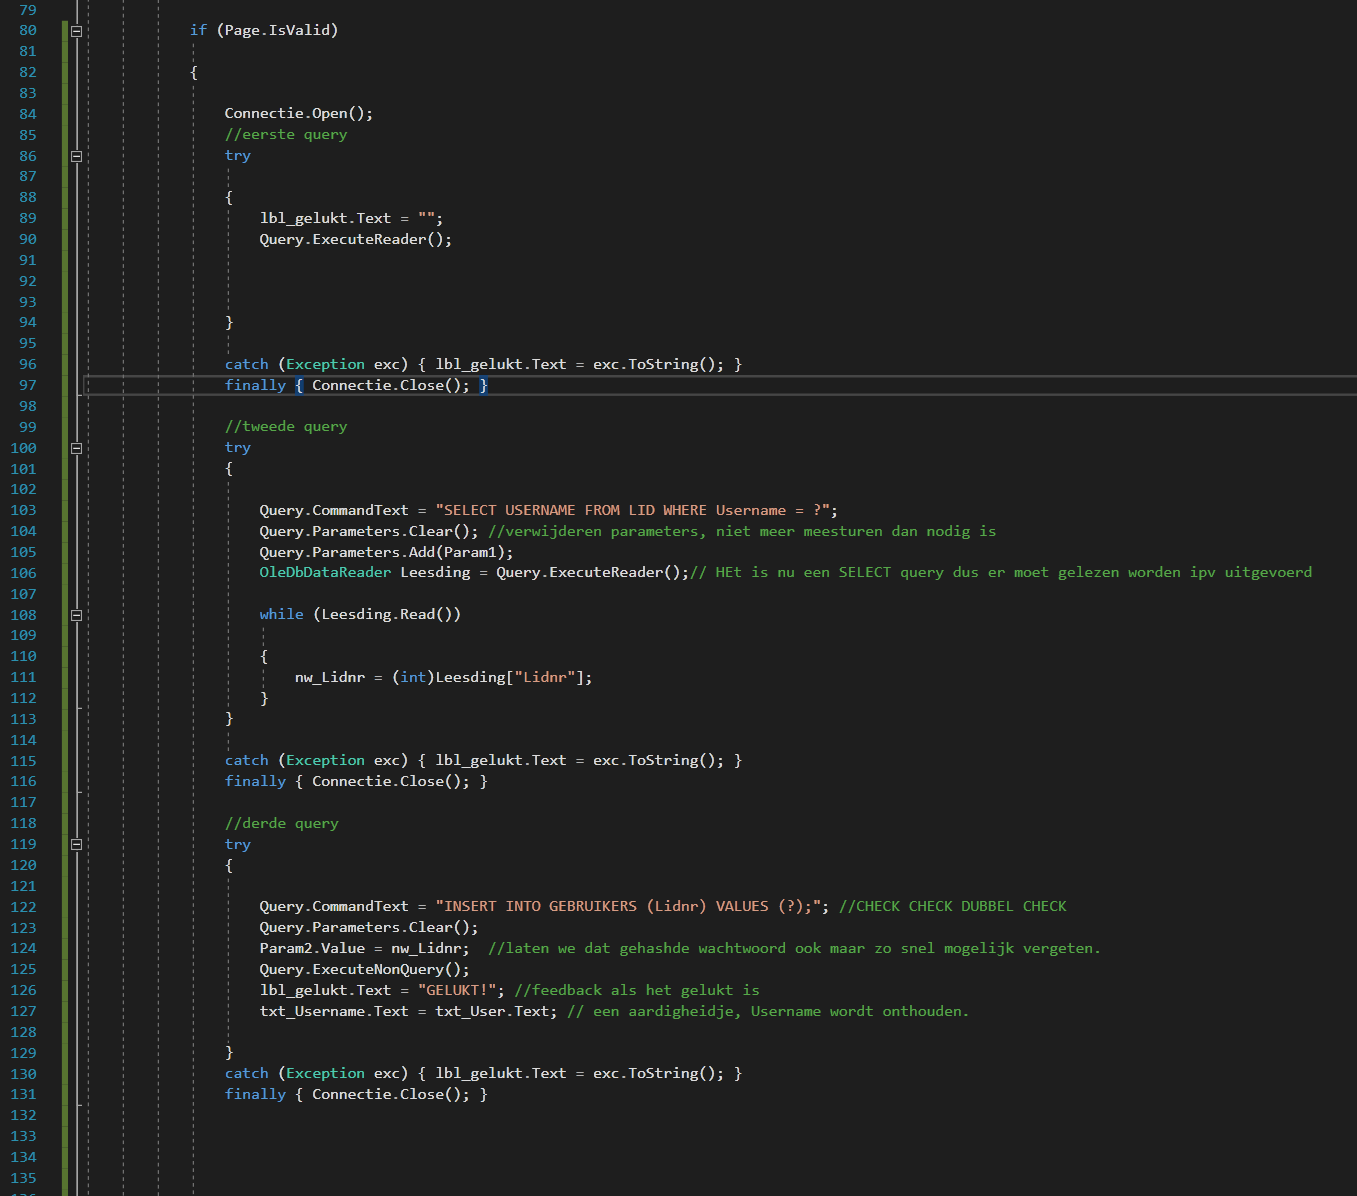 79
80 if (Page.IsValid)
81
82 {
83
84 Connectie.Open();
85 //eerste query
86 try
87
88 {
89 lbl_gelukt.Text = "";
90 Query.ExecuteReader();
91
92
93
94 }
95
96 catch (Exception exc) { lbl_gelukt.Text = exc.ToString(); }
97 finally { Connectie.Close(); }
98
99 //tweede query
100 try
101 {
102
103 Query.CommandText = "SELECT USERNAME FROM LID WHERE Username = ?";
104 Query.Parameters.Clear(); //verwijderen parameters, niet meer meesturen dan nodig is
105 Query.Parameters.Add(Param1);
106 OleDbDataReader Leesding = Query.ExecuteReader();// HEt is nu een SELECT query dus er moet gelezen worden ipv uitgevoerd
107
108 while (Leesding.Read())
109
110 {
111 nw_Lidnr = (int)Leesding["Lidnr"];
112 }
113 }
114
115 catch (Exception exc) { lbl_gelukt.Text = exc.ToString(); }
116 finally { Connectie.Close(); }
117
118 //derde query
119 try
120 {
121
122 Query.CommandText = "INSERT INTO GEBRUIKERS (Lidnr) VALUES (?);"; //CHECK CHECK DUBBEL CHECK
123 Query.Parameters.Clear();
124 Param2.Value = nw_Lidnr; //laten we dat gehashde wachtwoord ook maar zo snel mogelijk vergeten.
125 Query.ExecuteNonQuery();
126 lbl_gelukt.Text = "GELUKT!"; //feedback als het gelukt is
127 txt_Username.Text = txt_User.Text; // een aardigheidje, Username wordt onthouden.
128
129 }
130 catch (Exception exc) { lbl_gelukt.Text = exc.ToString(); }
131 finally { Connectie.Close(); }
132
133
134
135